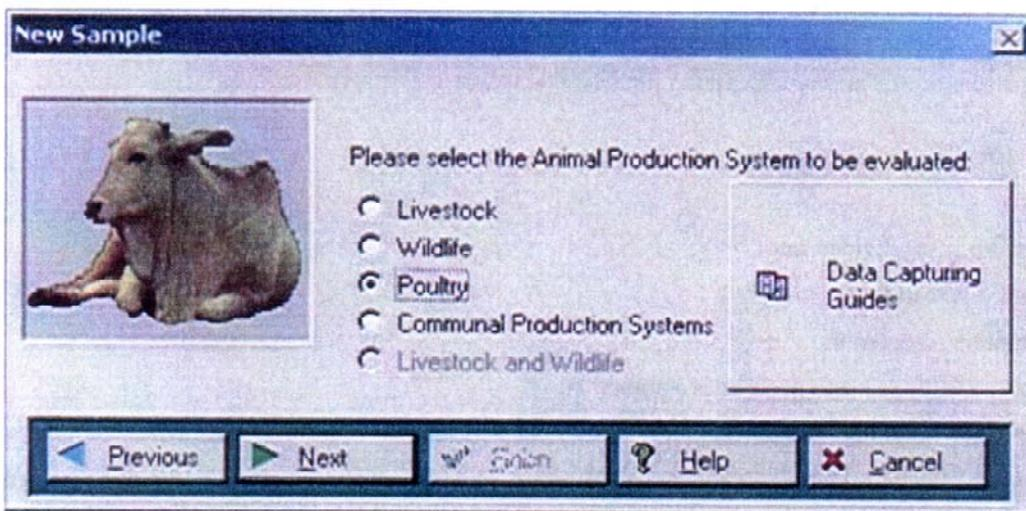 New Sample
Please select the Animal Production System to be evaluated:
Livestock
Wildlife
Poultry
Communal Production Systems
Livestock and Wildlife
Data Capturing
Guides
Previous
Next
Help
Cancel